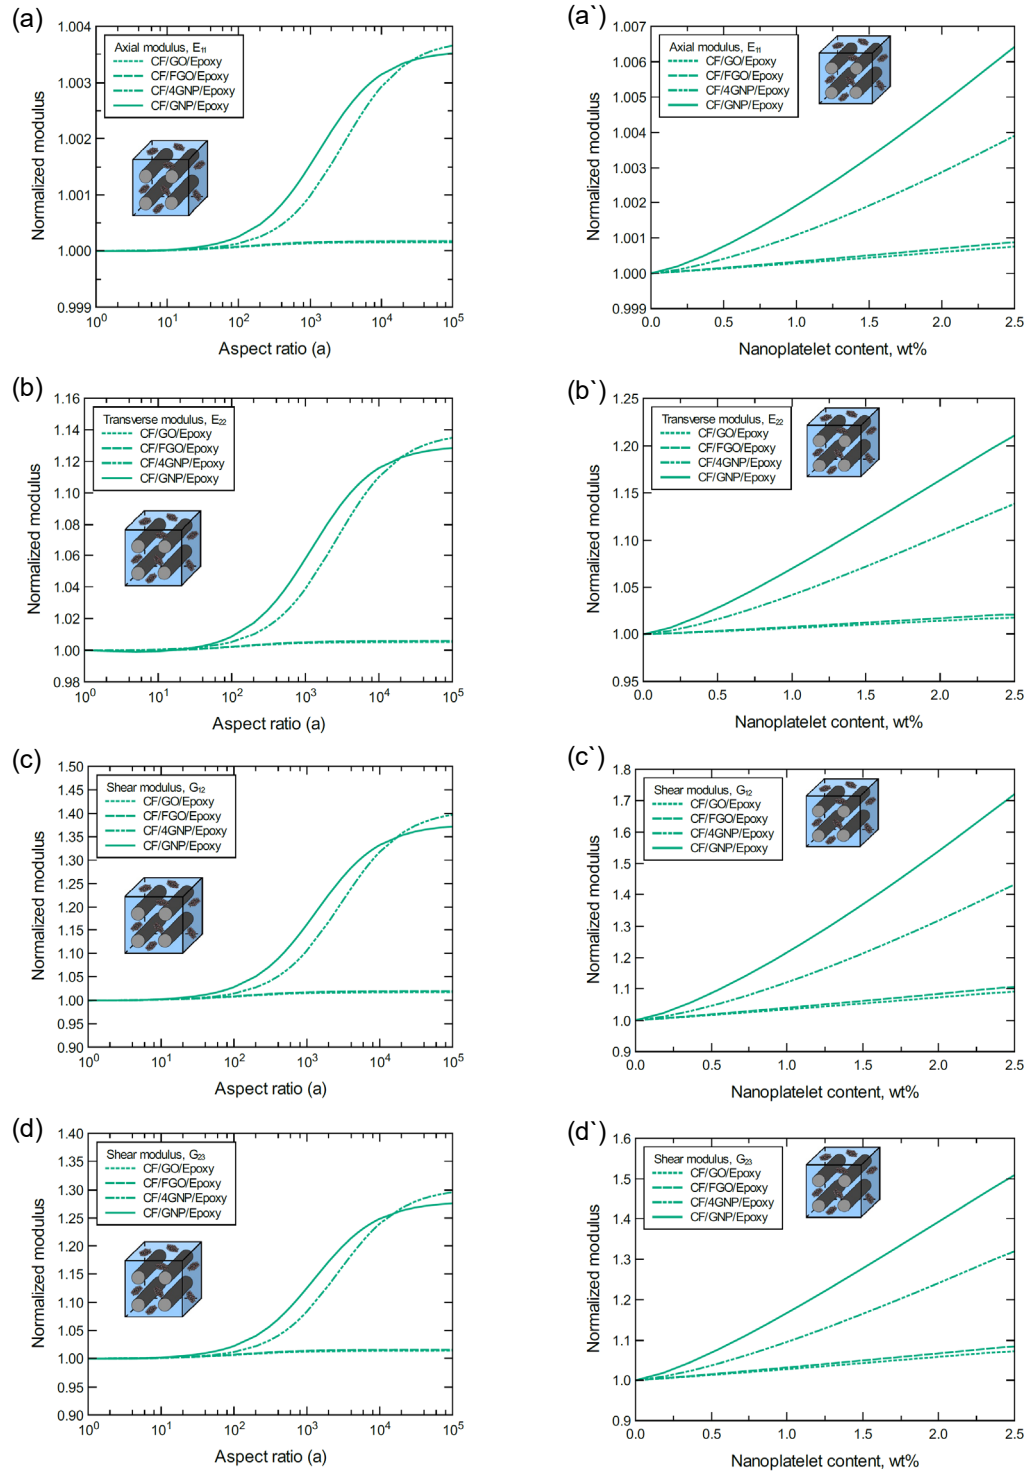 (a)
1.004
1.003
1.002
1.001
1.000
0.999
Normalized modulus
Axial modulus, E11
CF/GO/Epoxy
CF/FGO/Epoxy
CF/4GNP/Epoxy
CF/GNP/Epoxy
10^0 10^1 10^2 10^3 10^4 10^5
Aspect ratio (a)
(a`)
1.007
1.006
1.005
1.004
1.003
1.002
1.001
1.000
0.999
Normalized modulus
Axial modulus, E11
CF/GO/Epoxy
CF/FGO/Epoxy
CF/4GNP/Epoxy
CF/GNP/Epoxy
0.0 0.5 1.0 1.5 2.0 2.5
Nanoplatelet content, wt%
(b)
1.16
1.14
1.12
1.10
1.08
1.06
1.04
1.02
1.00
0.98
Normalized modulus
Transverse modulus, E22
CF/GO/Epoxy
CF/FGO/Epoxy
CF/4GNP/Epoxy
CF/GNP/Epoxy
10^0 10^1 10^2 10^3 10^4 10^5
Aspect ratio (a)
(b`)
1.25
1.20
1.15
1.10
1.05
1.00
0.95
Normalized modulus
Transverse modulus, E22
CF/GO/Epoxy
CF/FGO/Epoxy
CF/4GNP/Epoxy
CF/GNP/Epoxy
0.0 0.5 1.0 1.5 2.0 2.5
Nanoplatelet content, wt%
(c)
1.50
1.45
1.40
1.35
1.30
1.25
1.20
1.15
1.10
1.05
1.00
0.95
0.90
Normalized modulus
Shear modulus, G12
CF/GO/Epoxy
CF/FGO/Epoxy
CF/4GNP/Epoxy
CF/GNP/Epoxy
10^0 10^1 10^2 10^3 10^4 10^5
Aspect ratio (a)
(c`)
1.8
1.7
1.6
1.5
1.4
1.3
1.2
1.1
1.0
0.9
Normalized modulus
Shear modulus, G12
CF/GO/Epoxy
CF/FGO/Epoxy
CF/4GNP/Epoxy
CF/GNP/Epoxy
0.0 0.5 1.0 1.5 2.0 2.5
Nanoplatelet content, wt%
(d)
1.40
1.35
1.30
1.25
1.20
1.15
1.10
1.05
1.00
0.95
0.90
Normalized modulus
Shear modulus, G23
CF/GO/Epoxy
CF/FGO/Epoxy
CF/4GNP/Epoxy
CF/GNP/Epoxy
10^0 10^1 10^2 10^3 10^4 10^5
Aspect ratio (a)
(d`)
1.6
1.5
1.4
1.3
1.2
1.1
1.0
0.9
Normalized modulus
Shear modulus, G23
CF/GO/Epoxy
CF/FGO/Epoxy
CF/4GNP/Epoxy
CF/GNP/Epoxy
0.0 0.5 1.0 1.5 2.0 2.5
Nanoplatelet content, wt%